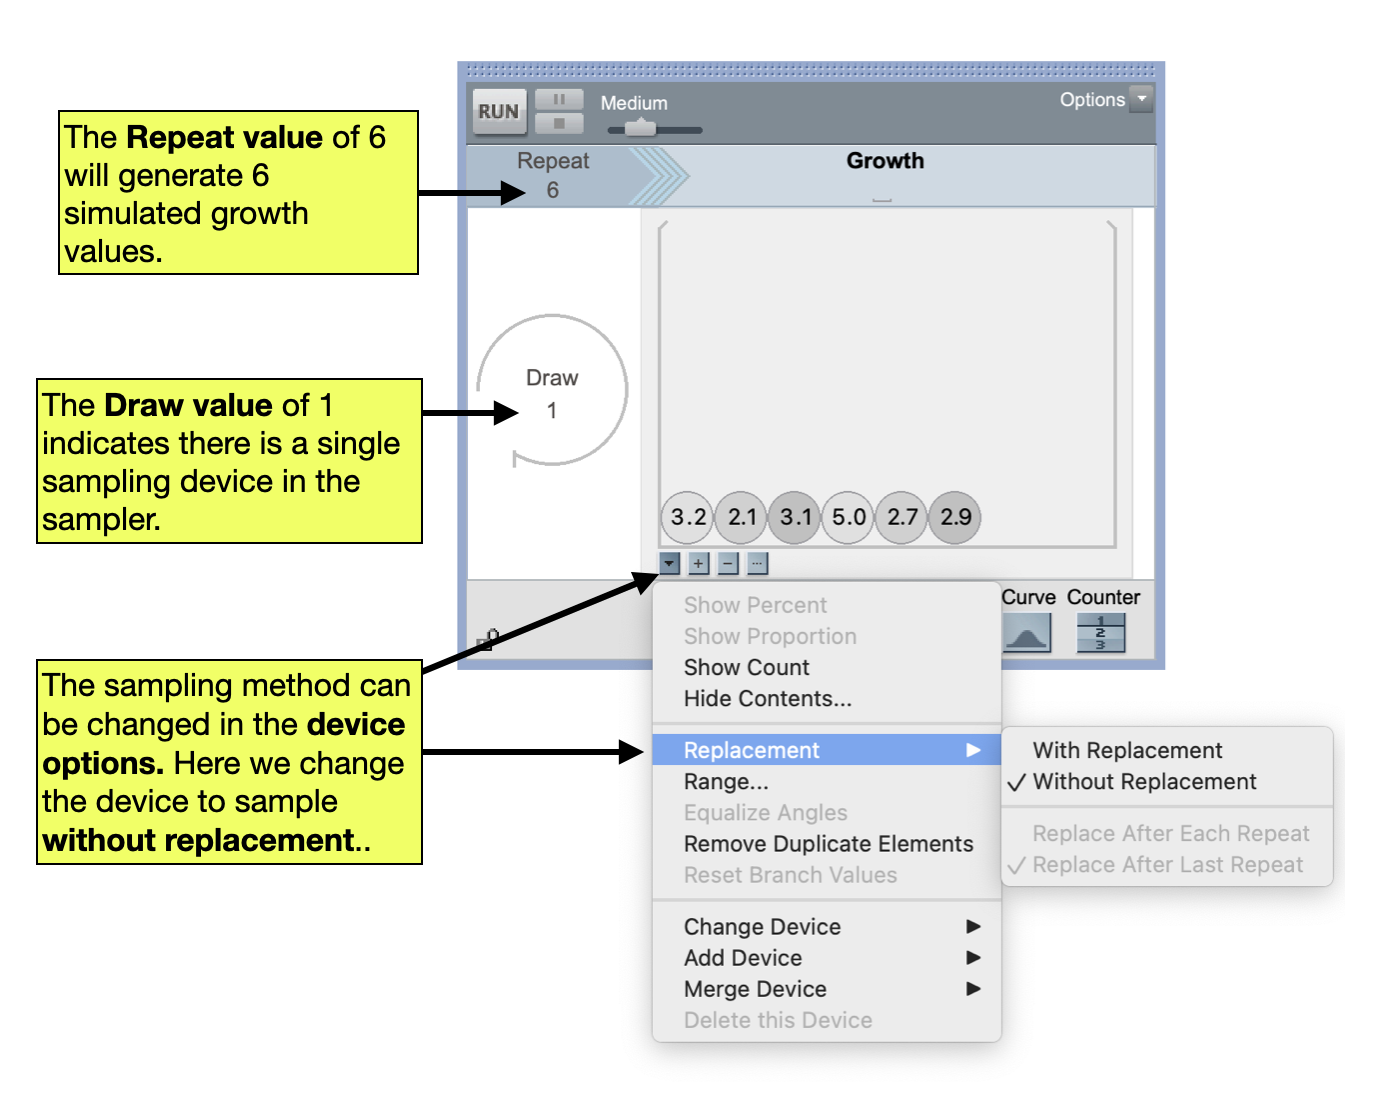 RUN
Medium
Options
Repeat
6
Growth
The Repeat value of 6
will generate 6
simulated growth
values.
Draw
1
The Draw value of 1
indicates there is a single
sampling device in the
sampler.
3.2 2.1 3.1 5.0 2.7 2.9
+ − ...
Curve Counter
1
2
3
The sampling method can
be changed in the device
options. Here we change
the device to sample
without replacement..
Show Percent
Show Proportion
Show Count
Hide Contents...
Replacement
Range...
Equalize Angles
Remove Duplicate Elements
Reset Branch Values
Change Device
Add Device
Merge Device
Delete this Device
With Replacement
Without Replacement
Replace After Each Repeat
Replace After Last Repeat